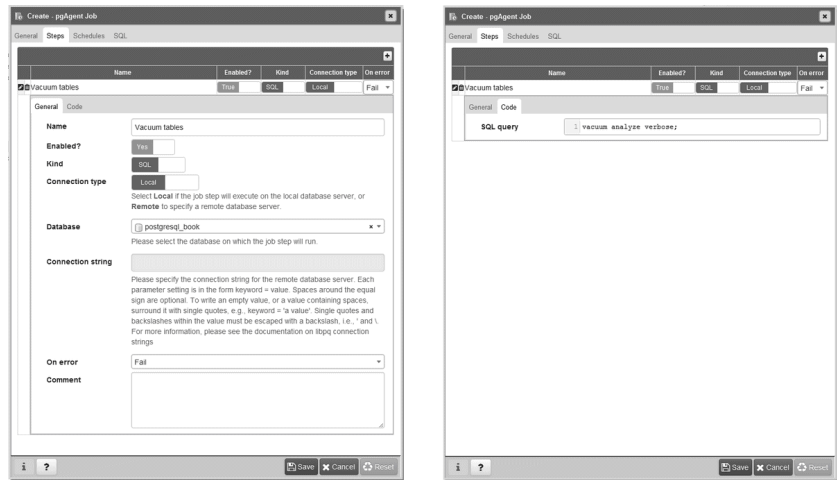 Create - pgAgent Job
General Steps Schedules SQL
Name Enabled? Kind Connection type On error
Vacuum tables True SQL Local Fail
General Code
Name Vacuum tables
Enabled? Yes
Kind SQL
Connection type Local
Select Local if the job step will execute on the local database server, or
Remote to specify a remote database server.
Database postgresql_book
Please select the database on which the job step will run.
Connection string
Please specify the connection string for the remote database server. Each
parameter setting is in the form keyword = value. Spaces around the equal
sign are optional. To write an empty value, or a value containing spaces,
surround it with single quotes, e.g., keyword = 'a value'. Single quotes and
backslashes within the value must be escaped with a backslash, i.e., ' and \.
For more information, please see the documentation on libpq connection
strings
On error Fail
Comment
i ? Save Cancel Reset
Create - pgAgent Job
General Steps Schedules SQL
Name Enabled? Kind Connection type On error
Vacuum tables True SQL Local Fail
General Code
SQL query 1 vacuum analyze verbose;
i ? Save Cancel Reset